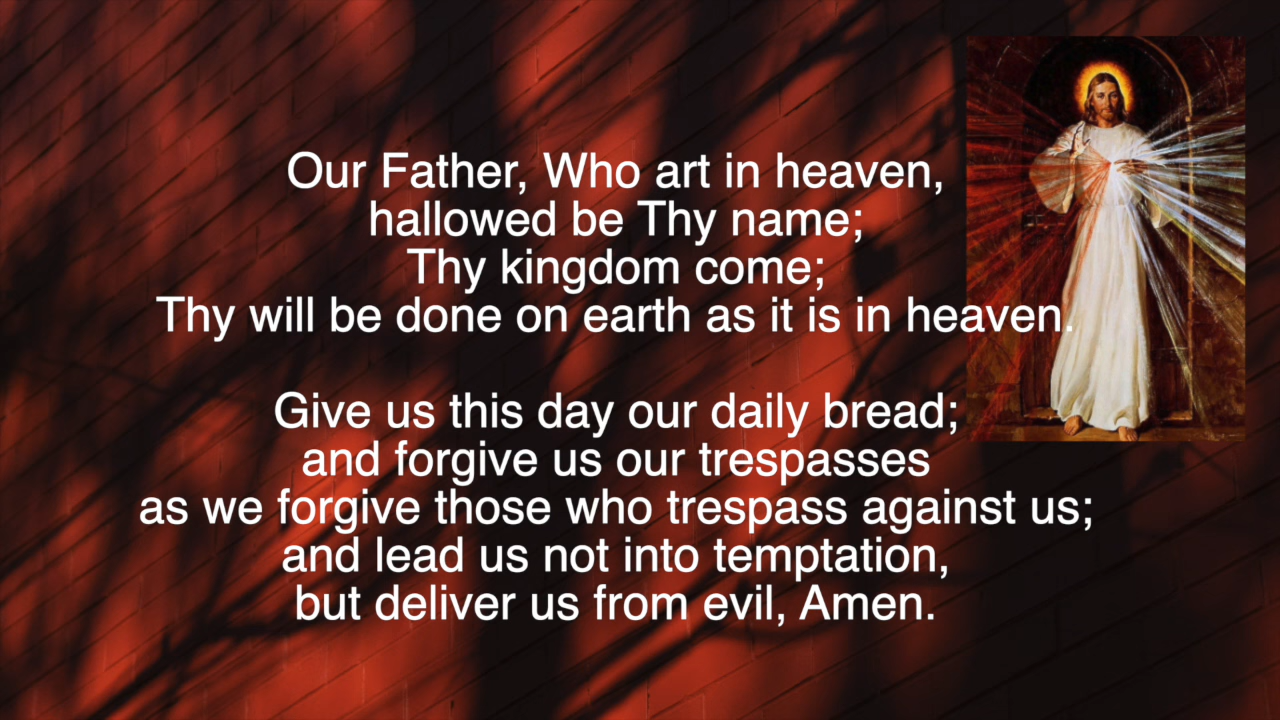 Our Father, Who art in heaven,
hallowed be Thy name;
Thy kingdom come;
Thy will be done on earth as it is in heaven.
Give us this day our daily bread;
and forgive us our trespasses
as we forgive those who trespass against us;
and lead us not into temptation,
but deliver us from evil, Amen.